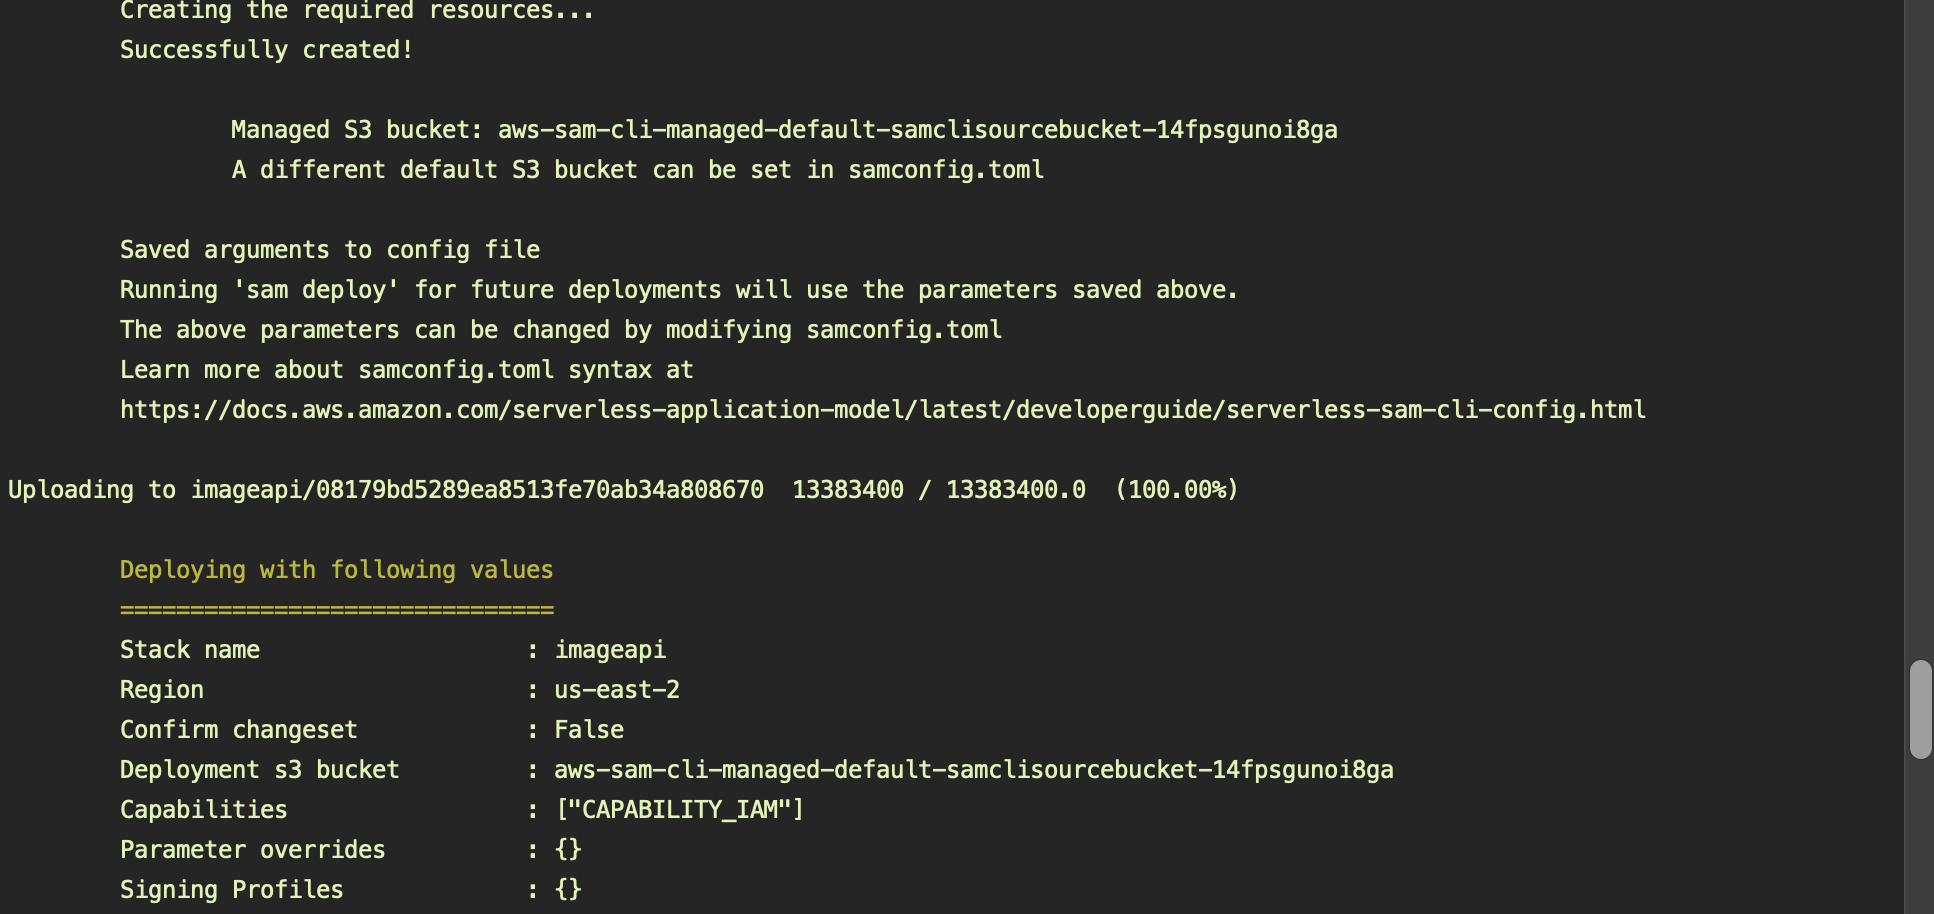 Creating the required resources...
Successfully created!
Managed S3 bucket: aws-sam-cli-managed-default-samclisourcebucket-14fpsgunoi8ga
A different default S3 bucket can be set in samconfig.toml
Saved arguments to config file
Running 'sam deploy' for future deployments will use the parameters saved above.
The above parameters can be changed by modifying samconfig.toml
Learn more about samconfig.toml syntax at
https://docs.aws.amazon.com/serverless-application-model/latest/developerguide/serverless-sam-cli-config.html
Uploading to imageapi/08179bd5289ea8513fe70ab34a808670  13383400 / 13383400.0  (100.00%)
Deploying with following values
===============================
Stack name                   : imageapi
Region                       : us-east-2
Confirm changeset            : False
Deployment s3 bucket         : aws-sam-cli-managed-default-samclisourcebucket-14fpsgunoi8ga
Capabilities                 : ["CAPABILITY_IAM"]
Parameter overrides          : {}
Signing Profiles             : {}